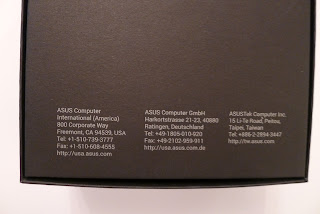 ASUS Computer
International (America)
800 Corporate Way
Freemont, CA 94539, USA
Tel: +1-510-739-3777
Fax: +1-510-608-4555
http://usa.asus.com
ASUS Computer GmbH
Harkortstrasse 21-23, 40880
Ratingen, Deutschland
Tel: +49-1805-010-920
Fax: +49-2102-959-911
http://usa.asus.com.de
ASUSTek Computer Inc.
15 Li-Te Road, Peitou,
Taipei, Taiwan
Tel: +886-2-2894-3447
http://tw.asus.com